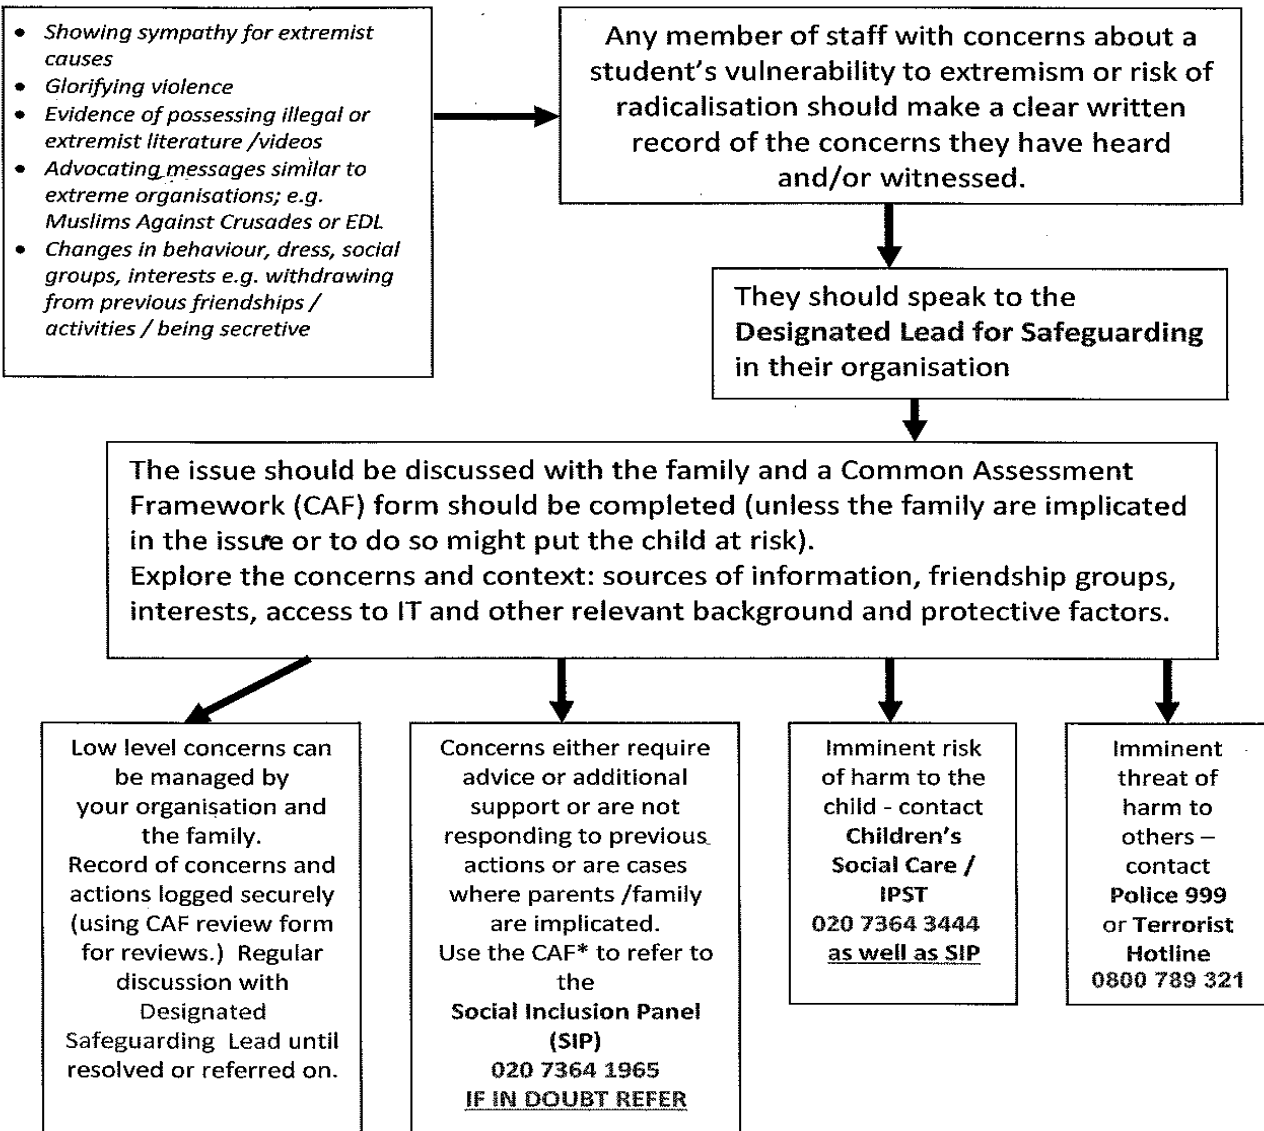 • Showing sympathy for extremist
causes
• Glorifying violence
• Evidence of possessing illegal or
extremist literature /videos
• Advocating messages similar to
extreme organisations; e.g.
Muslims Against Crusades or EDL
• Changes in behaviour, dress, social
groups, interests e.g. withdrawing
from previous friendships /
activities / being secretive
Any member of staff with concerns about a
student's vulnerability to extremism or risk of
radicalisation should make a clear written
record of the concerns they have heard
and/or witnessed.
They should speak to the
Designated Lead for Safeguarding
in their organisation
The issue should be discussed with the family and a Common Assessment
Framework (CAF) form should be completed (unless the family are implicated
in the issue or to do so might put the child at risk).
Explore the concerns and context: sources of information, friendship groups,
interests, access to IT and other relevant background and protective factors.
Low level concerns can
be managed by
your organisation and
the family.
Record of concerns and
actions logged securely
(using CAF review form
for reviews.) Regular
discussion with
Designated
Safeguarding Lead until
resolved or referred on.
Concerns either require
advice or additional
support or are not
responding to previous
actions or are cases
where parents /family
are implicated.
Use the CAF* to refer to
the
Social Inclusion Panel
(SIP)
020 7364 1965
IF IN DOUBT REFER
Imminent risk
of harm to the
child - contact
Children's
Social Care /
IPST
020 7364 3444
as well as SIP
Imminent
threat of
harm to
others –
contact
Police 999
or Terrorist
Hotline
0800 789 321